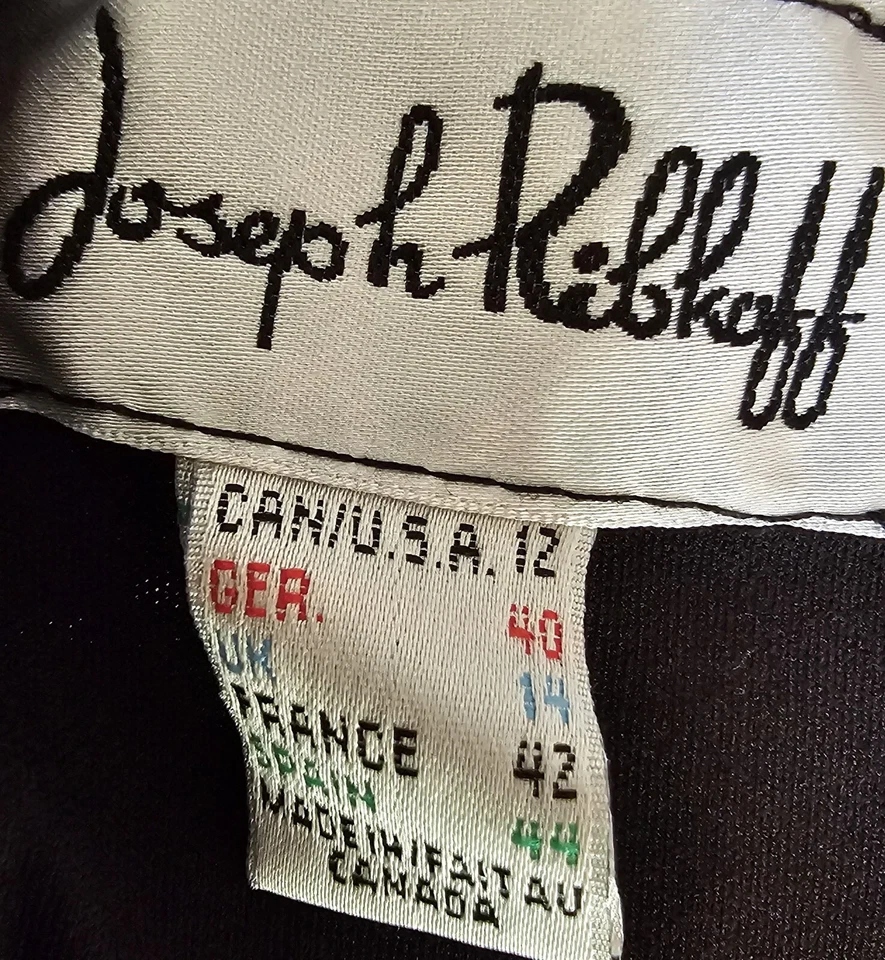 Joseph Ribkoff
CAN/U.S.A. 12
GER. 40
UK 14
FRANCE 42
SPAIN 44
MADE IN/FAIT AU
CANADA